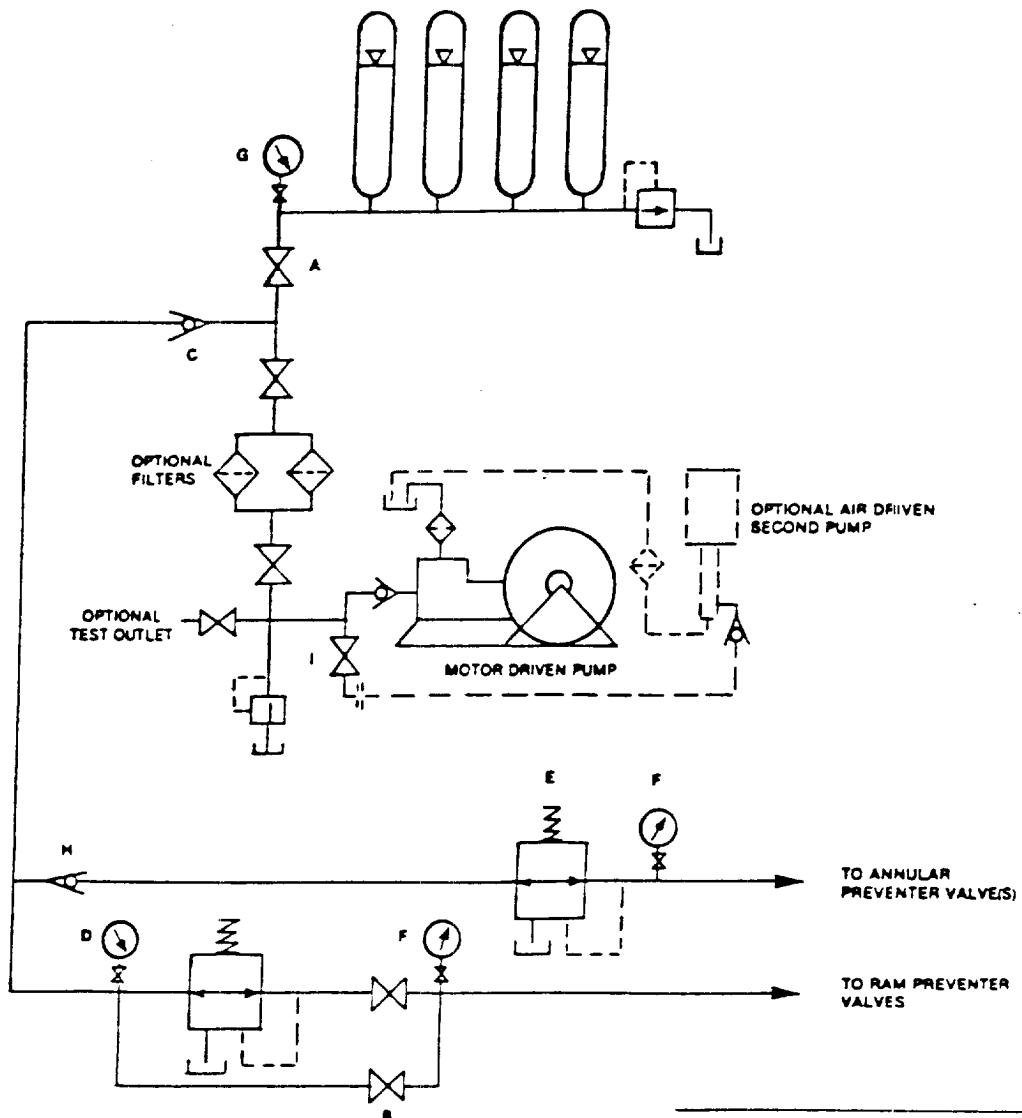 G
A
C
OPTIONAL
FILTERS
OPTIONAL AIR DRIVEN
SECOND PUMP
OPTIONAL
TEST OUTLET
I
MOTOR DRIVEN PUMP
E
F
H
TO ANNULAR
PREVENTER VALVE(S)
D
F
TO RAM PREVENTER
VALVES
B